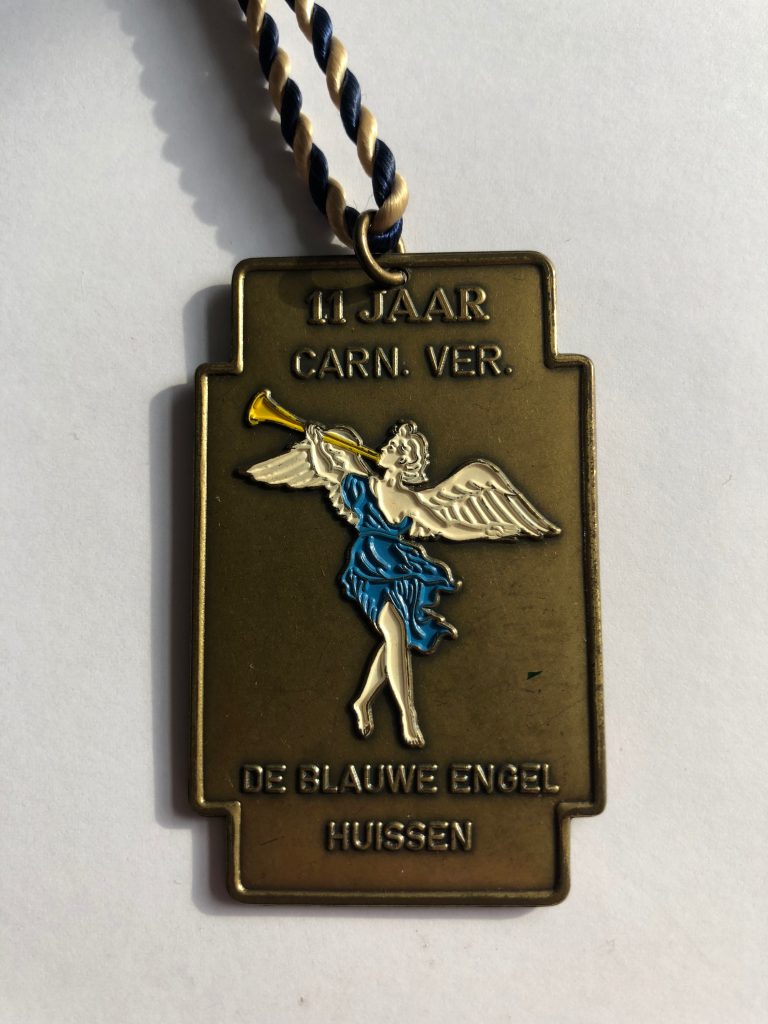 11 JAAR
CARN. VER.
DE BLAUWE ENGEL
HUISSEN